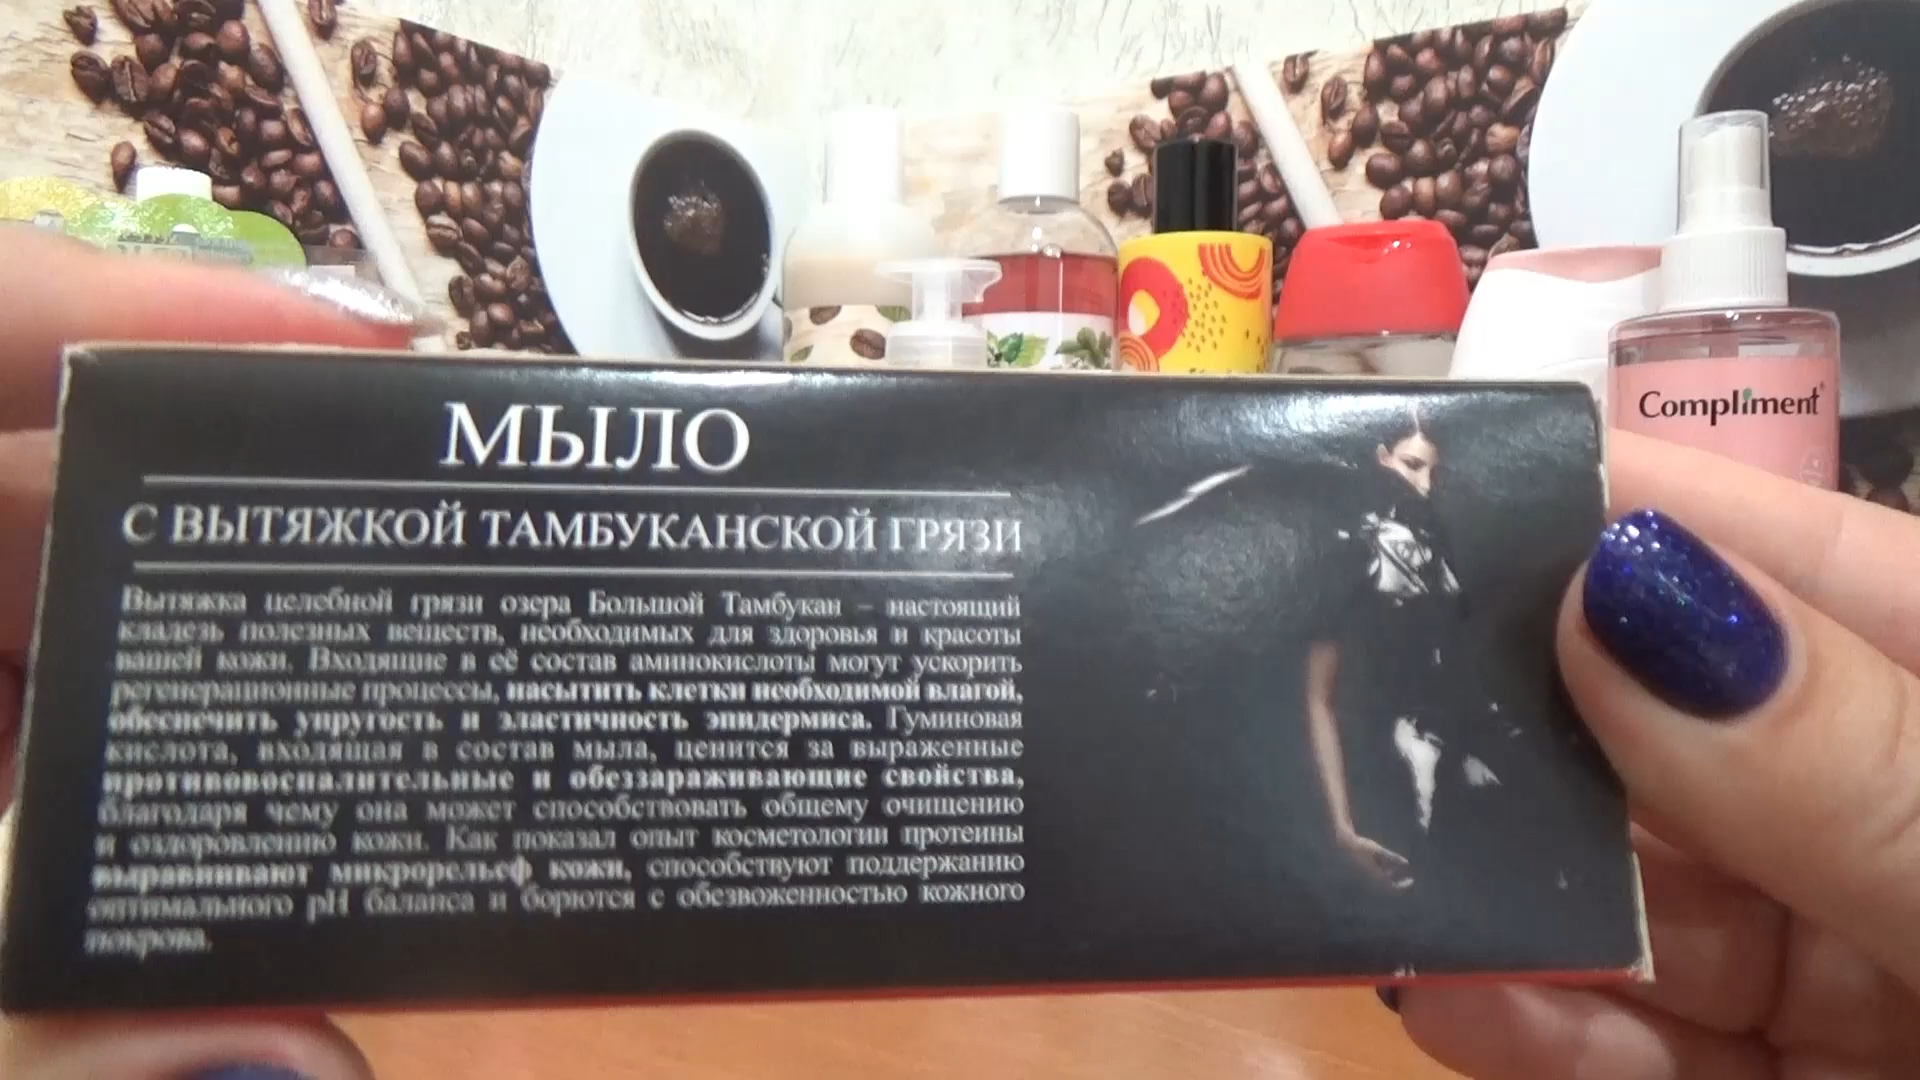 МЫЛО
С ВЫТЯЖКОЙ ТАМБУКАНСКОЙ ГРЯЗИ
Вытяжка целебной грязи озера Большой Тамбукан – настоящий
кладезь полезных веществ, необходимых для здоровья и красоты
вашей кожи. Входящие в её состав аминокислоты могут ускорить
регенерационные процессы, насытить клетки необходимой влагой,
обеспечить упругость и эластичность эпидермиса. Гуминовая
кислота, входящая в состав мыла, ценится за выраженные
противовоспалительные и обеззараживающие свойства,
благодаря чему она может способствовать общему очищению
и оздоровлению кожи. Как показал опыт косметологии протеины
выравнивают микрорельеф кожи, способствуют поддержанию
оптимального pH баланса и борются с обезвоженностью кожного
покрова.
Compliment